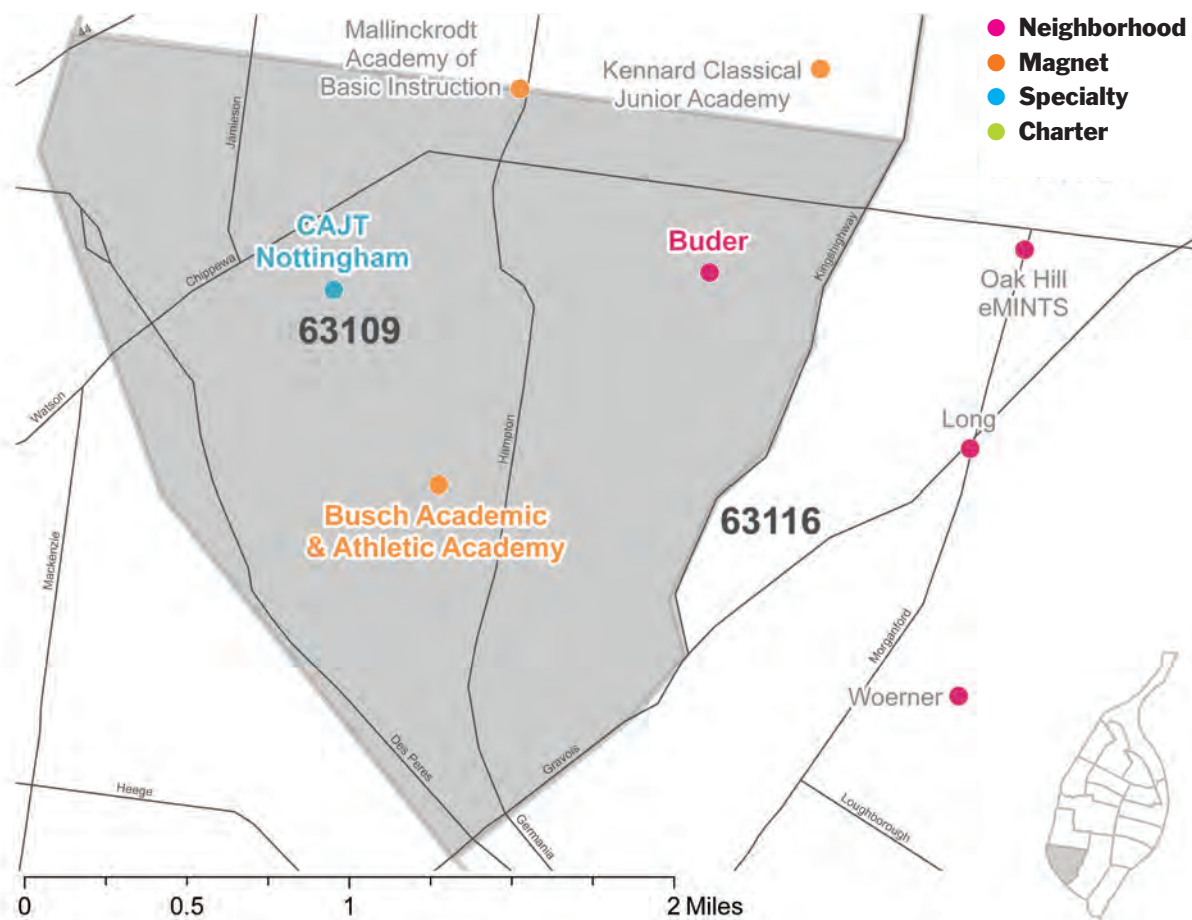 44
Mallinckrodt
Academy of
Basic Instruction
Kennard Classical
Junior Academy
Neighborhood
Magnet
Specialty
Charter
Jamieson
CAJT
Nottingham
Chippewa
63109
Buder
Kingshighway
Oak Hill
eMINTS
Watson
Hampton
Long
Busch Academic
& Athletic Academy
63116
Mackenzie
Morganford
Woerner
Des Peres
Gravois
Heege
Germania
Loughborough
0 0.5 1 2 Miles